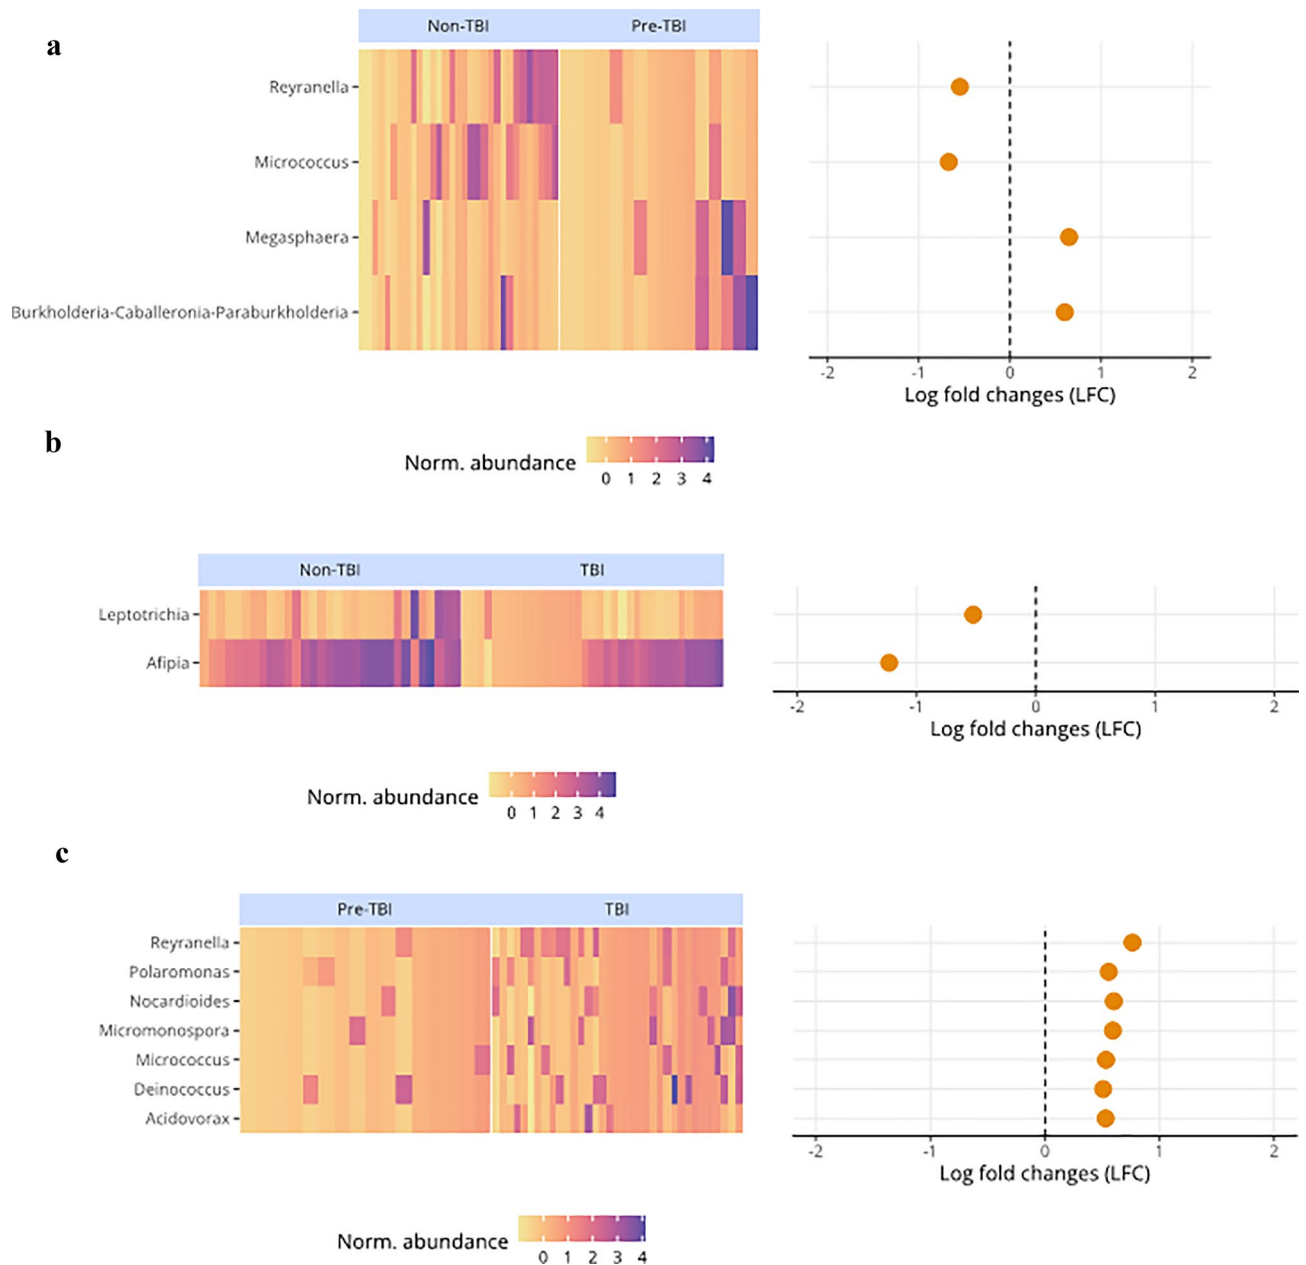 a
Non-TBI Pre-TBI
Reyranella
Micrococcus
Megasphaera
Burkholderia-Caballeronia-Paraburkholderia
-2 -1 0 1 2
Log fold changes (LFC)
b
Norm. abundance
0 1 2 3 4
Non-TBI TBI
Leptotrichia
Afipia
-2 -1 0 1 2
Log fold changes (LFC)
Norm. abundance
0 1 2 3 4
c
Pre-TBI TBI
Reyranella
Polaromonas
Nocardioides
Micromonospora
Micrococcus
Deinococcus
Acidovorax
-2 -1 0 1 2
Log fold changes (LFC)
Norm. abundance
0 1 2 3 4